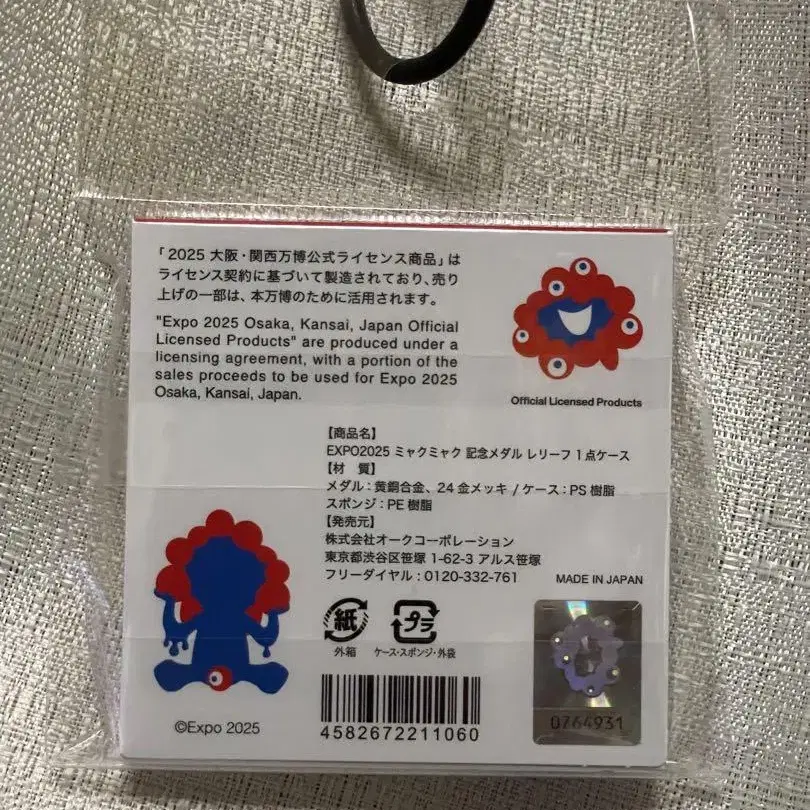 「2025 大阪・関西万博公式ライセンス商品」は
ライセンス契約に基づいて製造されており、売り
上げの一部は、本万博のために活用されます。
"Expo 2025 Osaka, Kansai, Japan Official
Licensed Products" are produced under a
licensing agreement, with a portion of the
sales proceeds to be used for Expo 2025
Osaka, Kansai, Japan.
Official Licensed Products
【商品名】
EXPO2025 ミャクミャク 記念メダル レリーフ 1点ケース
【材　質】
メダル：黄銅合金、24金メッキ / ケース：PS樹脂
スポンジ：PE樹脂
【発売元】
株式会社オークコーポレーション
東京都渋谷区笹塚 1-62-3 アルス笹塚
フリーダイヤル：0120-332-761
MADE IN JAPAN
紙
外箱
プラ
ケース・スポンジ・外袋
©Expo 2025
4582672211060
0764931